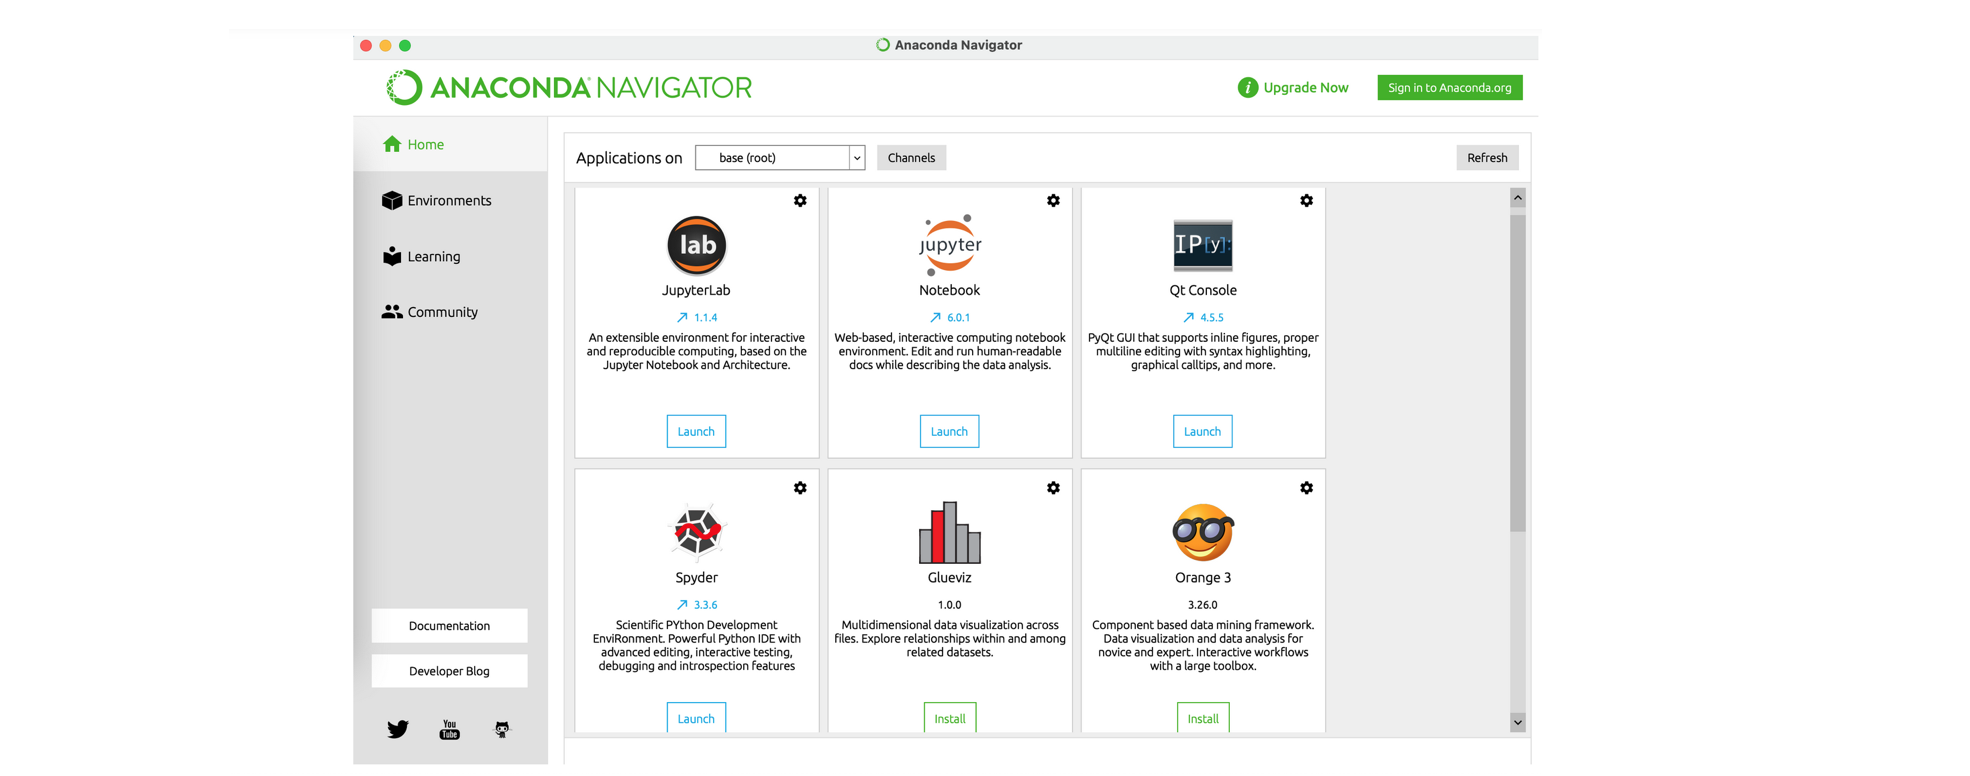 Anaconda Navigator
ANACONDA NAVIGATOR
i Upgrade Now
Sign in to Anaconda.org
Home
Environments
Learning
Community
Documentation
Developer Blog
You
Tube
Applications on
base (root)
Channels
Refresh
lab
JupyterLab
1.1.4
An extensible environment for interactive
and reproducible computing, based on the
Jupyter Notebook and Architecture.
Launch
jupyter
Notebook
6.0.1
Web-based, interactive computing notebook
environment. Edit and run human-readable
docs while describing the data analysis.
Launch
IP[y]:
Qt Console
4.5.5
PyQt GUI that supports inline figures, proper
multiline editing with syntax highlighting,
graphical calltips, and more.
Launch
Spyder
3.3.6
Scientific PYthon Development
EnviRonment. Powerful Python IDE with
advanced editing, interactive testing,
debugging and introspection features
Launch
Glueviz
1.0.0
Multidimensional data visualization across
files. Explore relationships within and among
related datasets.
Install
Orange 3
3.26.0
Component based data mining framework.
Data visualization and data analysis for
novice and expert. Interactive workflows
with a large toolbox.
Install